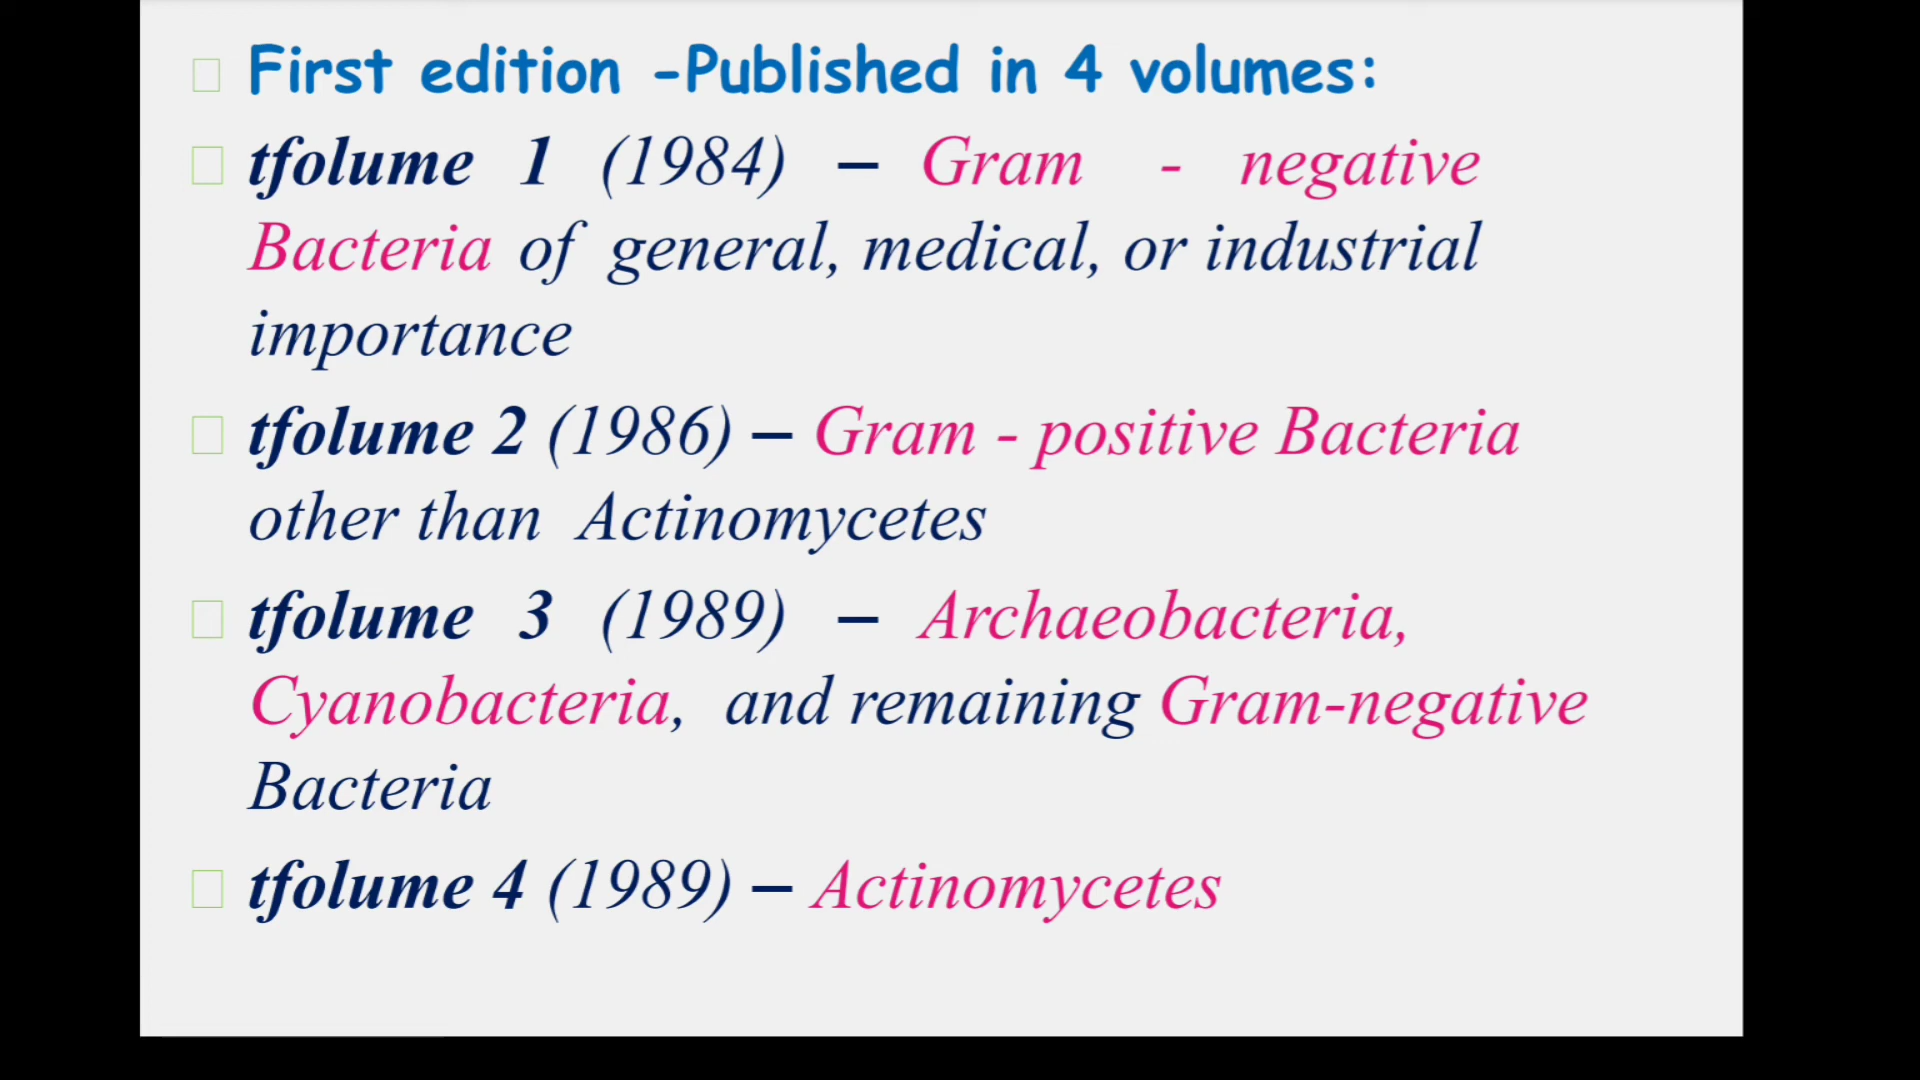 First edition -Published in 4 volumes:
tfolume 1 (1984) – Gram - negative
Bacteria of general, medical, or industrial
importance
tfolume 2 (1986) – Gram - positive Bacteria
other than Actinomycetes
tfolume 3 (1989) – Archaeobacteria,
Cyanobacteria, and remaining Gram-negative
Bacteria
tfolume 4 (1989) – Actinomycetes